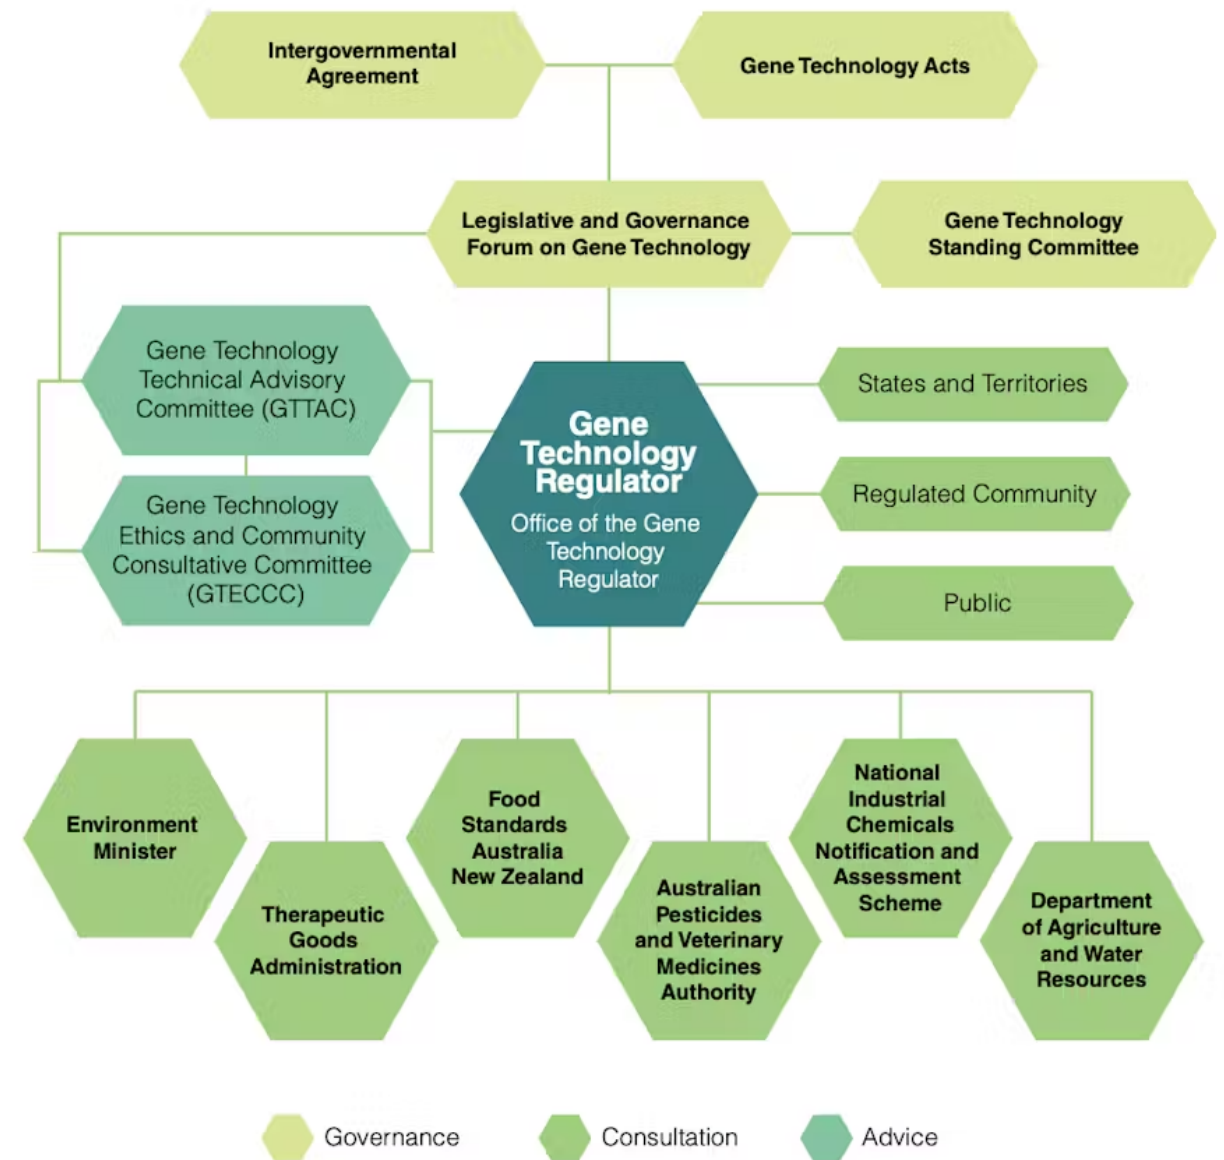 Intergovernmental
Agreement
Gene Technology Acts
Legislative and Governance
Forum on Gene Technology
Gene Technology
Standing Committee
Gene Technology
Technical Advisory
Committee (GTTAC)
Gene Technology
Ethics and Community
Consultative Committee
(GTECCC)
Gene
Technology
Regulator
Office of the Gene
Technology
Regulator
States and Territories
Regulated Community
Public
Environment
Minister
Therapeutic
Goods
Administration
Food
Standards
Australia
New Zealand
Australian
Pesticides
and Veterinary
Medicines
Authority
National
Industrial
Chemicals
Notification and
Assessment
Scheme
Department
of Agriculture
and Water
Resources
Governance
Consultation
Advice